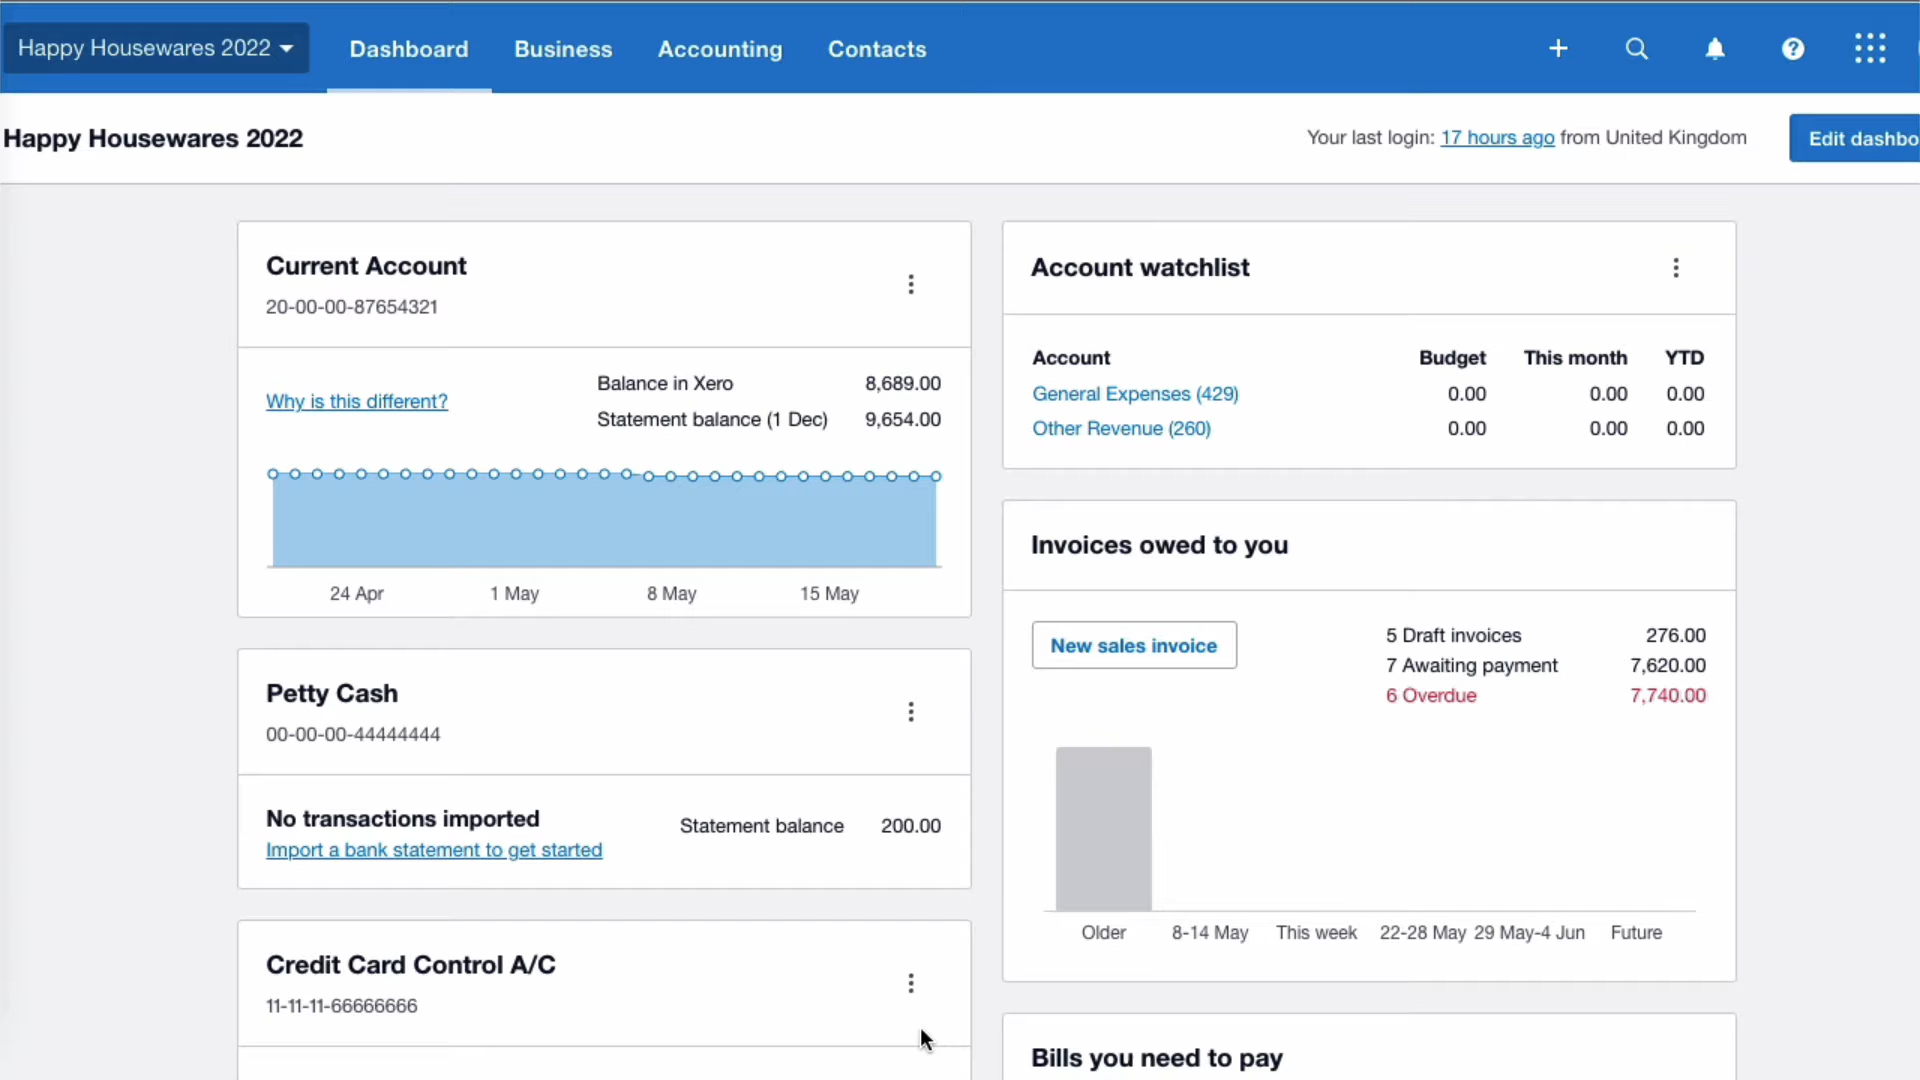 Happy Housewares 2022
Dashboard
Business
Accounting
Contacts
?
Happy Housewares 2022
Your last login: 17 hours ago from United Kingdom
Edit dashbo
Current Account
20-00-00-87654321
Why is this different?
Balance in Xero 8,689.00
Statement balance (1 Dec) 9,654.00
24 Apr 1 May 8 May 15 May
Petty Cash
00-00-00-44444444
No transactions imported
Import a bank statement to get started
Statement balance 200.00
Credit Card Control A/C
11-11-11-66666666
Account watchlist
Account Budget This month YTD
General Expenses (429) 0.00 0.00 0.00
Other Revenue (260) 0.00 0.00 0.00
Invoices owed to you
New sales invoice
5 Draft invoices 276.00
7 Awaiting payment 7,620.00
6 Overdue 7,740.00
Older 8-14 May This week 22-28 May 29 May-4 Jun Future
Bills you need to pay